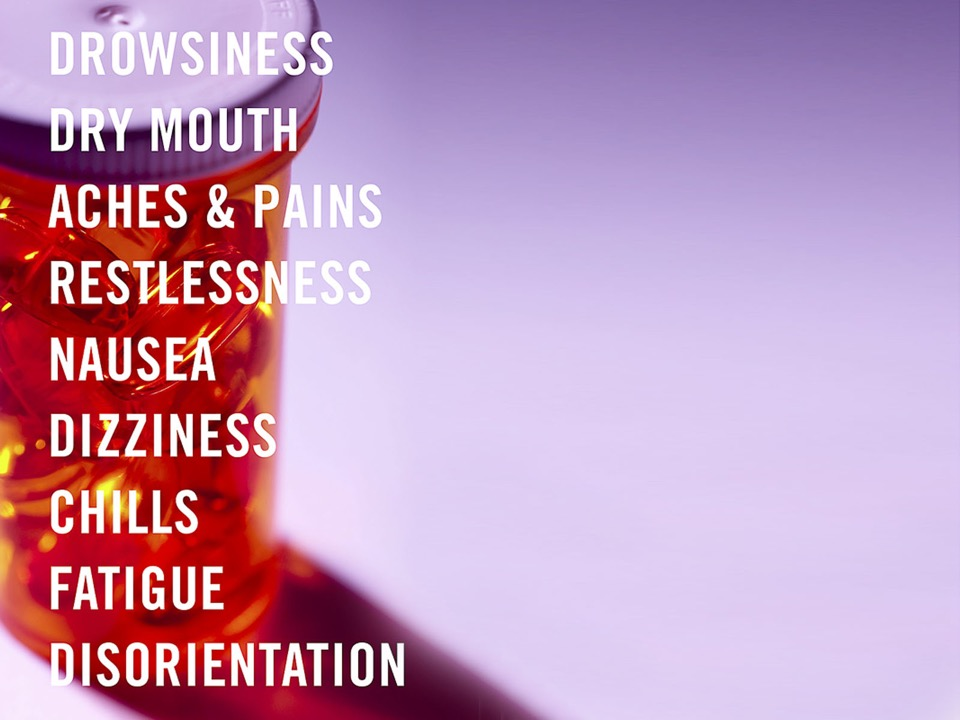 DROWSINESS
DRY MOUTH
ACHES & PAINS
RESTLESSNESS
NAUSEA
DIZZINESS
CHILLS
FATIGUE
DISORIENTATION